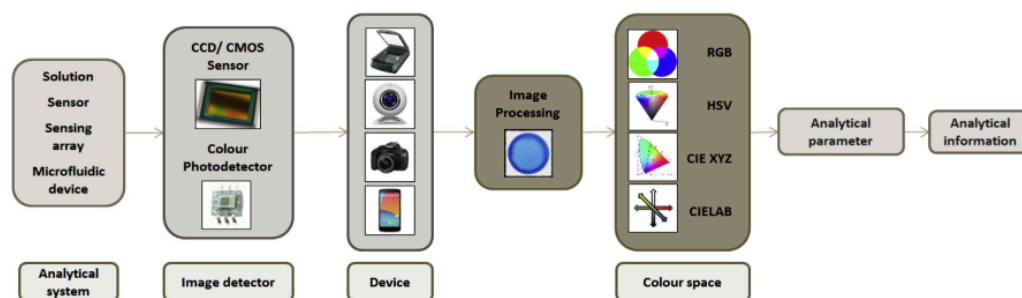 Solution
Sensor
Sensing
array
Microfluidic
device
CCD/ CMOS
Sensor
Colour
Photodetector
Image
Processing
RGB
HSV
CIE XYZ
CIELAB
Analytical
parameter
Analytical
information
Analytical
system
Image detector
Device
Colour space